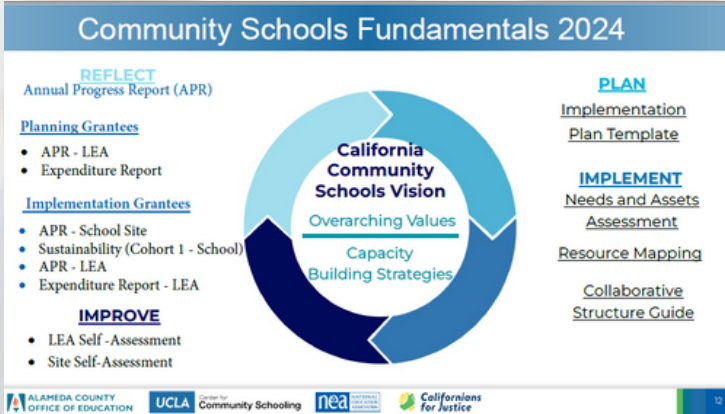 Community Schools Fundamentals 2024
REFLECT
Annual Progress Report (APR)
Planning Grantees
• APR - LEA
• Expenditure Report
Implementation Grantees
• APR - School Site
• Sustainability (Cohort 1 - School)
• APR - LEA
• Expenditure Report - LEA
IMPROVE
• LEA Self -Assessment
• Site Self-Assessment
California
Community
Schools Vision
Overarching Values
Capacity
Building Strategies
PLAN
Implementation
Plan Template
IMPLEMENT
Needs and Assets
Assessment
Resource Mapping
Collaborative
Structure Guide
ALAMEDA COUNTY
OFFICE OF EDUCATION
UCLA
Center for
Community Schooling
nea
NATIONAL
EDUCATION
ASSOCIATION
Californians
for Justice
12